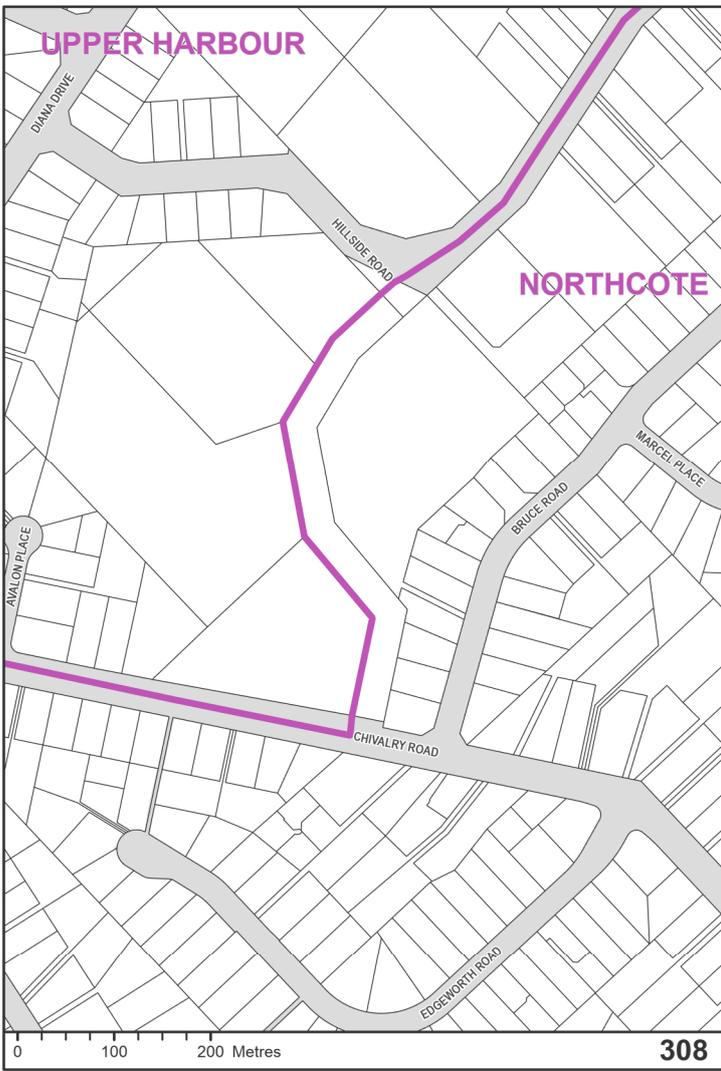 UPPER HARBOUR
DIANA DRIVE
HILLSIDE ROAD
NORTHCOTE
MARCEL PLACE
BRUCE ROAD
AVALON PLACE
CHIVALRY ROAD
EDGEWORTH ROAD
0 100 200 Metres
308